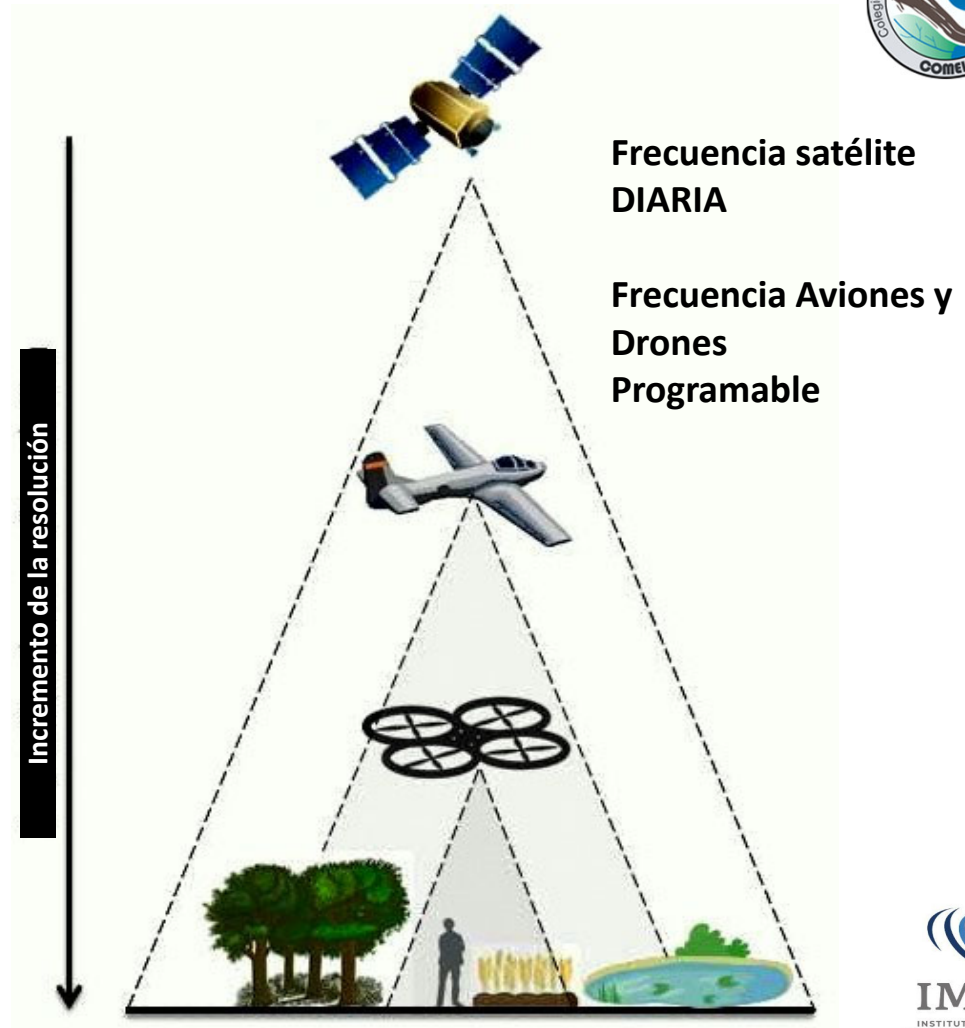 Frecuencia satélite
DIARIA
Frecuencia Aviones y
Drones
Programable
Incremento de la resolución